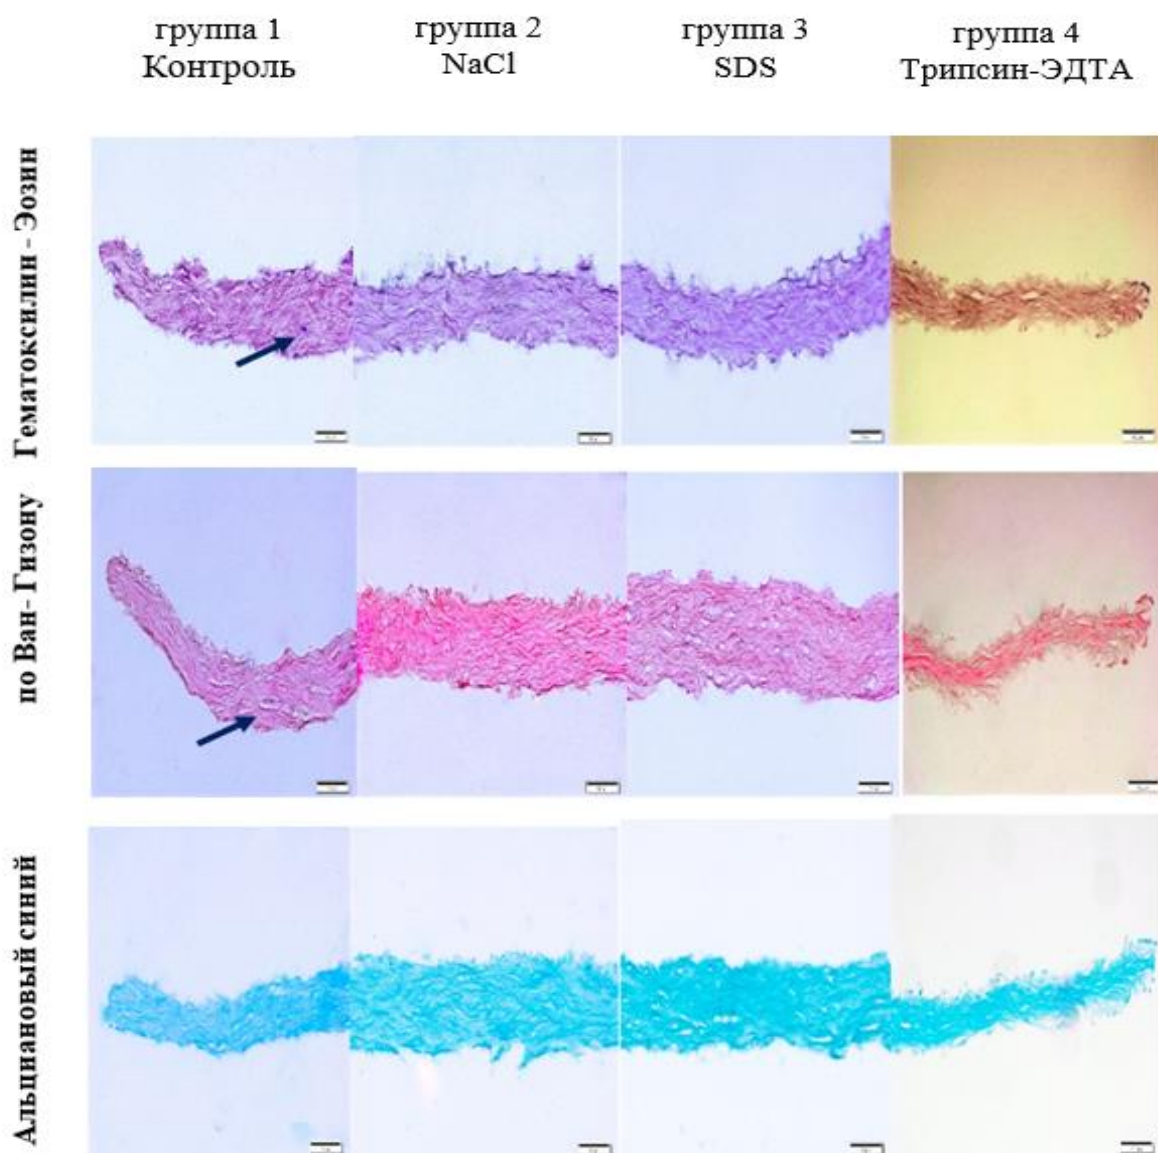 группа 1
Контроль
группа 2
NaCl
группа 3
SDS
группа 4
Трипсин-ЭДТА
Гематоксилин - Эозин
по Ван- Гизону
Альциановый синий